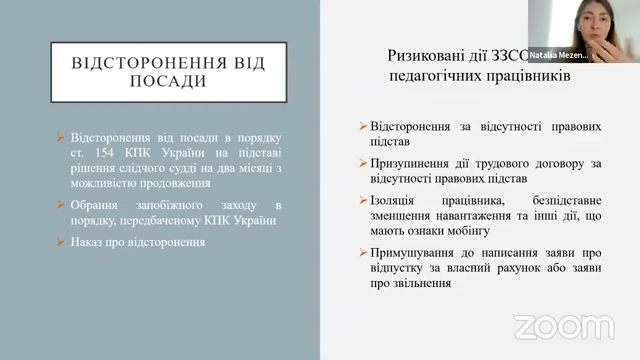 ВІДСТОРОНЕННЯ ВІД
ПОСАДИ
Відсторонення від посади в порядку
ст. 154 КПК України на підставі
рішення слідчого судді на два місяці з
можливістю продовження
Обрання запобіжного заходу в
порядку, передбаченому КПК України
Наказ про відсторонення
Ризиковані дії ЗЗСО
педагогічних працівників
Відсторонення за відсутності правових
підстав
Призупинення дії трудового договору за
відсутності правових підстав
Ізоляція працівника, безпідставне
зменшення навантаження та інші дії, що
мають ознаки мобінгу
Примушування до написання заяви про
відпустку за власний рахунок або заяви
про звільнення
Natalija Mezen...
zoom